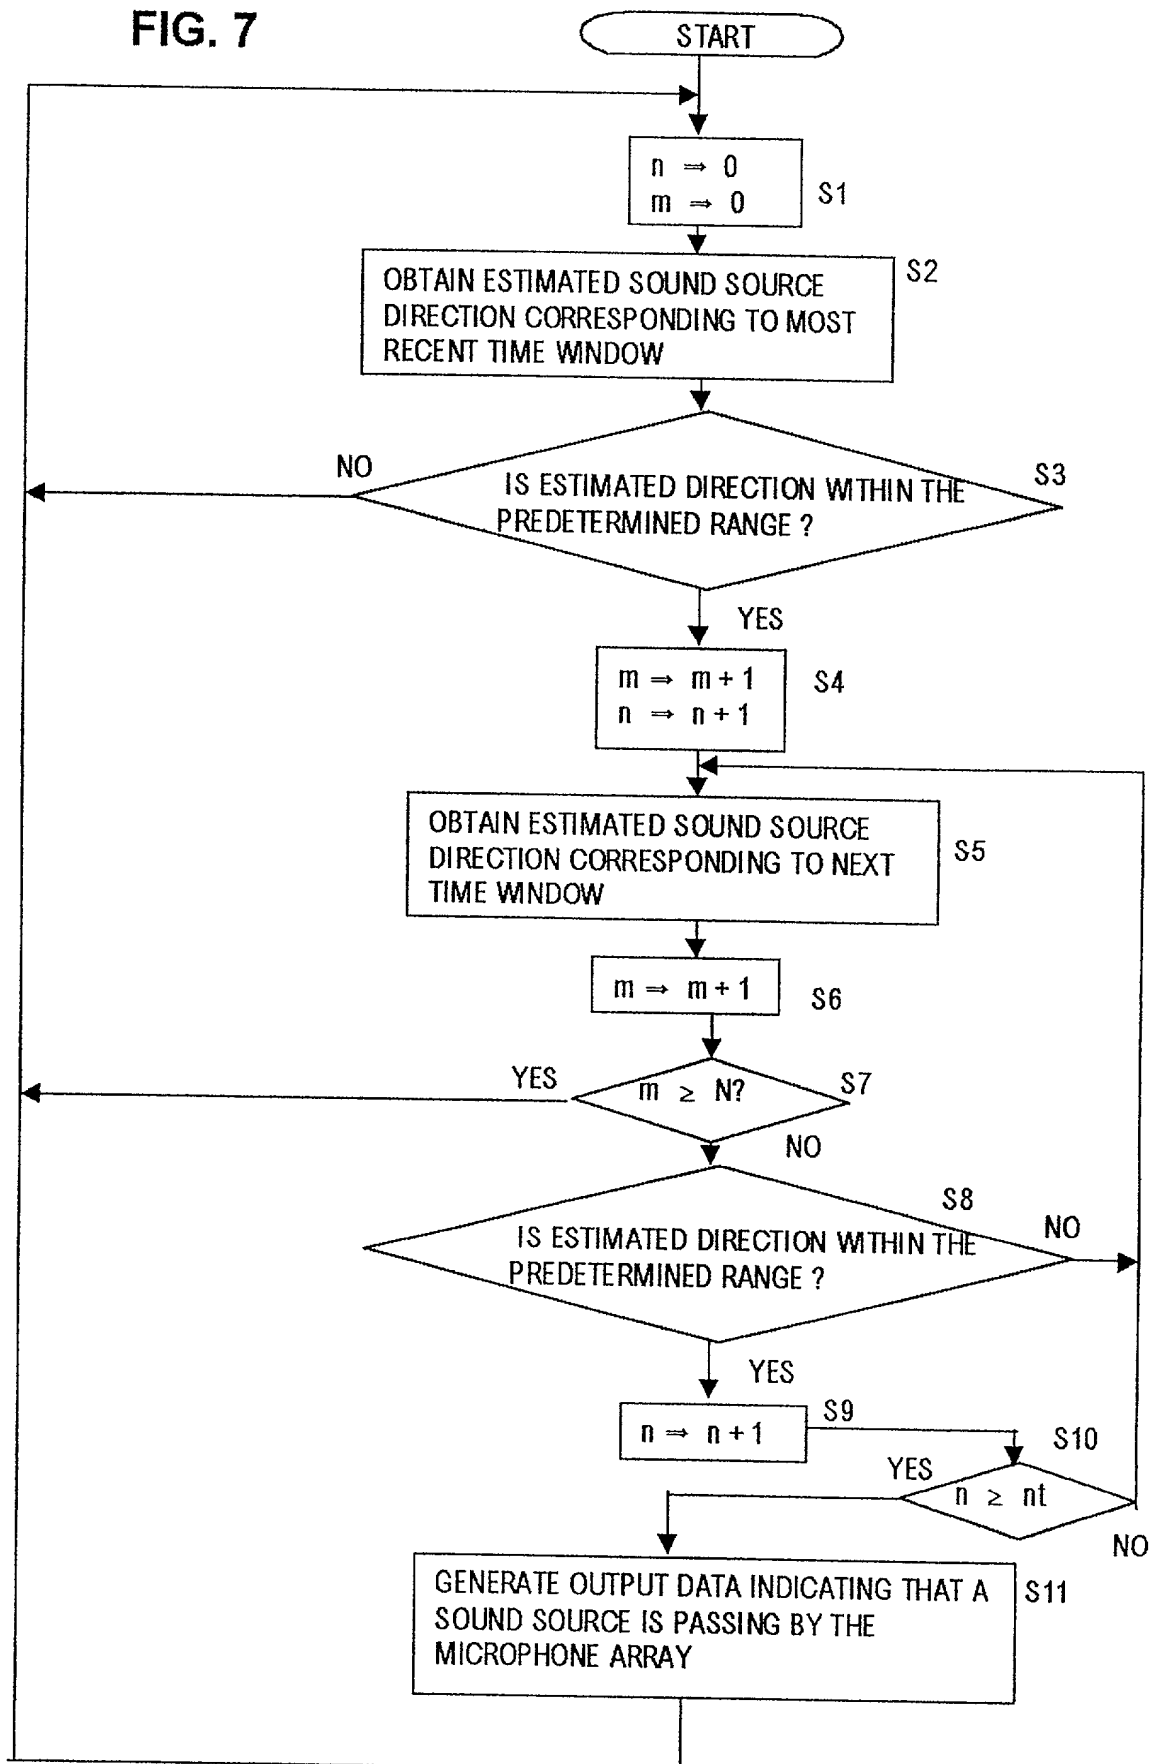 FIG. 7
START
n ⇒ 0
m ⇒ 0
S1
OBTAIN ESTIMATED SOUND SOURCE
DIRECTION CORRESPONDING TO MOST
RECENT TIME WINDOW
S2
NO
IS ESTIMATED DIRECTION WITHIN THE
PREDETERMINED RANGE ?
S3
YES
m ⇒ m + 1
n ⇒ n + 1
S4
OBTAIN ESTIMATED SOUND SOURCE
DIRECTION CORRESPONDING TO NEXT
TIME WINDOW
S5
m ⇒ m + 1
S6
YES
m ≥ N?
S7
NO
S8
IS ESTIMATED DIRECTION WITHIN THE
PREDETERMINED RANGE ?
NO
YES
n ⇒ n + 1
S9
S10
YES
n ≥ nt
NO
GENERATE OUTPUT DATA INDICATING THAT A
SOUND SOURCE IS PASSING BY THE
MICROPHONE ARRAY
S11